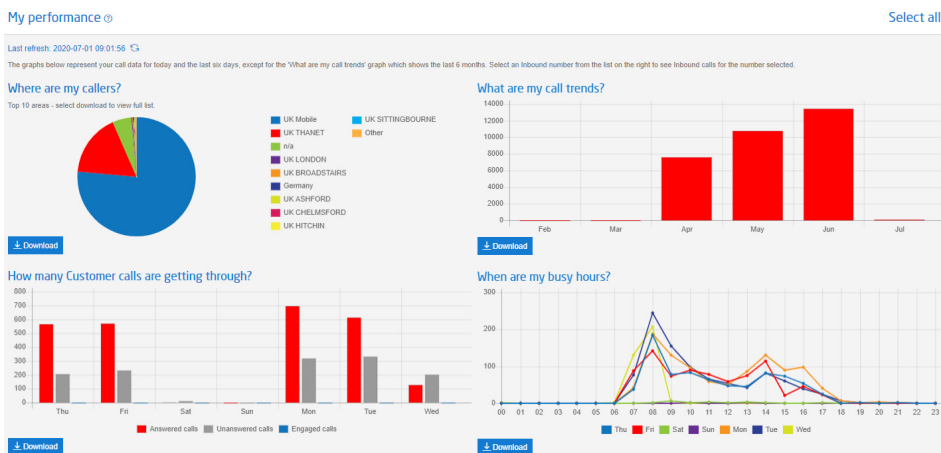 My performance
Select all
Last refresh: 2020-07-01 09:01:56
The graphs below represent your call data for today and the last six days, except for the 'What are my call trends' graph which shows the last 6 months. Select an Inbound number from the list on the right to see Inbound calls for the number selected.
Where are my callers?
Top 10 areas - select download to view full list.
UK Mobile
UK THANET
n/a
UK LONDON
UK BROADSTAIRS
Germany
UK ASHFORD
UK CHELMSFORD
UK HITCHIN
UK SITTINGBOURNE
Other
Download
What are my call trends?
14000
12000
10000
8000
6000
4000
2000
0
Feb Mar Apr May Jun Jul
Download
How many Customer calls are getting through?
800
700
600
500
400
300
200
100
0
Thu Fri Sat Sun Mon Tue Wed
Answered calls Unanswered calls Engaged calls
Download
When are my busy hours?
300
200
100
0
00 01 02 03 04 05 06 07 08 09 10 11 12 13 14 15 16 17 18 19 20 21 22 23
Thu Fri Sat Sun Mon Tue Wed
Download